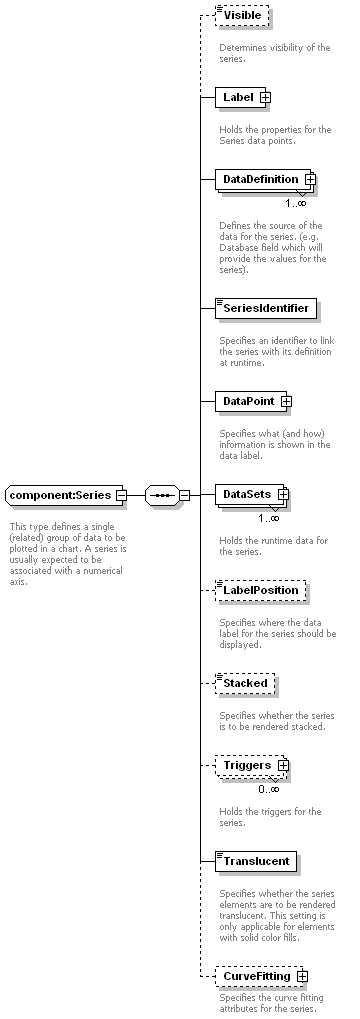 Visible
Determines visibility of the
series.
Label
Holds the properties for the
Series data points.
DataDefinition
1..∞
Defines the source of the
data for the series. (e.g.
Database field which will
provide the values for the
series).
SeriesIdentifier
Specifies an identifier to link
the series with its definition
at runtime.
DataPoint
Specifies what (and how)
information is shown in the
data label.
component:Series
This type defines a single
(related) group of data to be
plotted in a chart. A series is
usually expected to be
associated with a numerical
axis.
DataSets
1..∞
Holds the runtime data for
the series.
LabelPosition
Specifies where the data
label for the series should be
displayed.
Stacked
Specifies whether the series
is to be rendered stacked.
Triggers
0..∞
Holds the triggers for the
series.
Translucent
Specifies whether the series
elements are to be rendered
translucent. This setting is
only applicable for elements
with solid color fills.
CurveFitting
Specifies the curve fitting
attributes for the series.